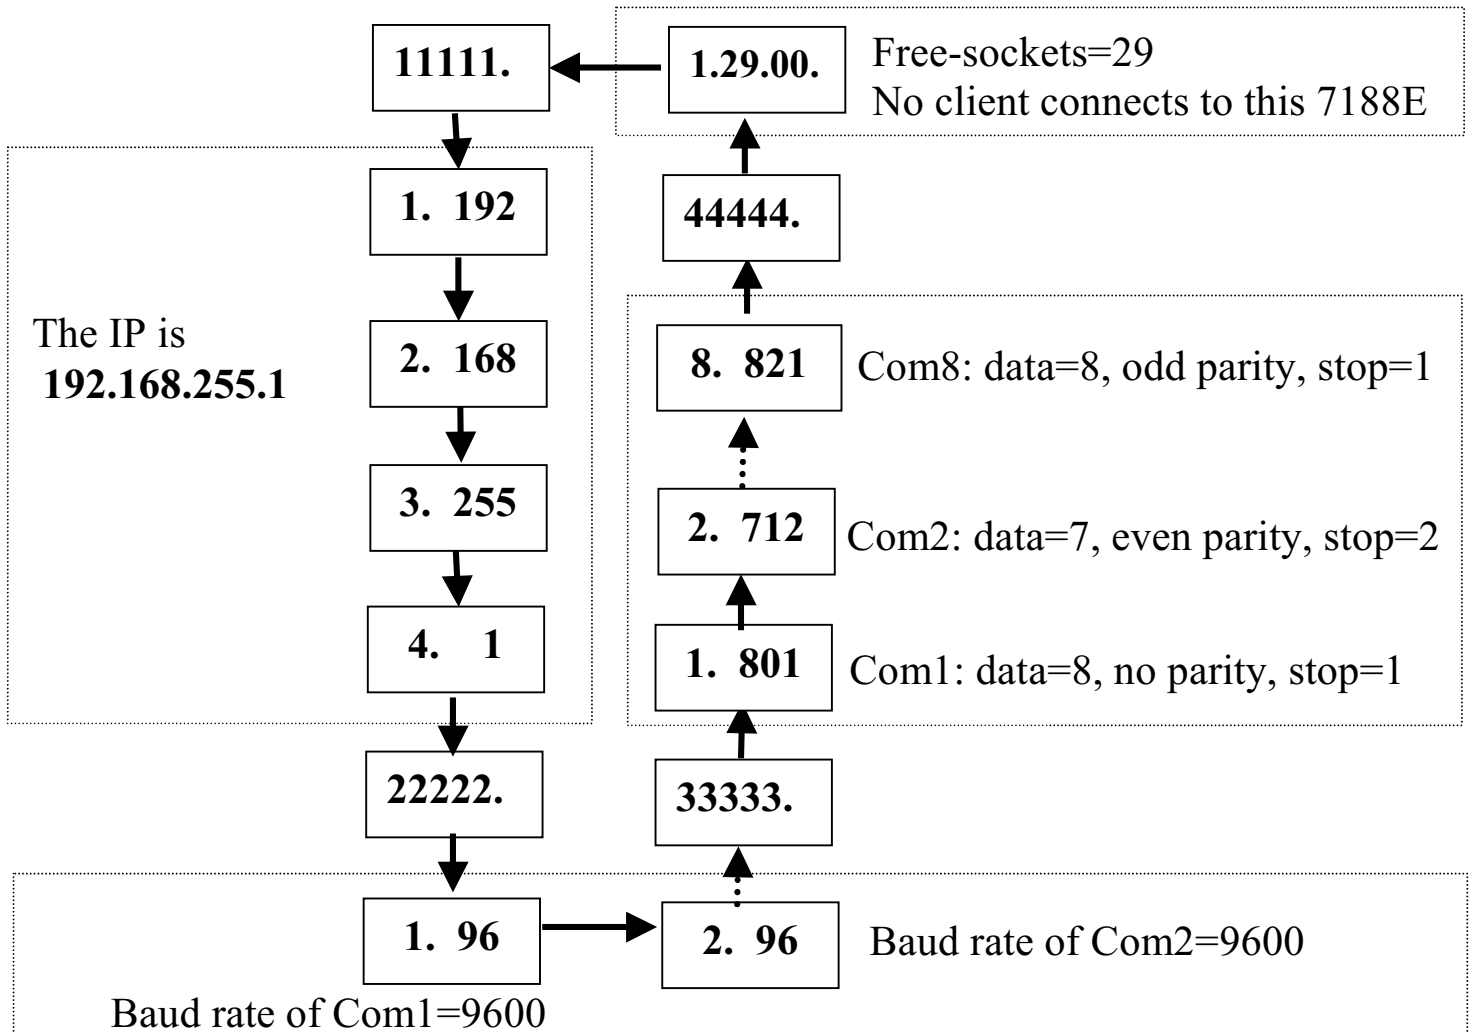 11111.
1.29.00.
Free-sockets=29
No client connects to this 7188E
1. 192
44444.
The IP is
192.168.255.1
2. 168
8. 821
Com8: data=8, odd parity, stop=1
3. 255
2. 712
Com2: data=7, even parity, stop=2
4. 1
1. 801
Com1: data=8, no parity, stop=1
22222.
33333.
1. 96
2. 96
Baud rate of Com2=9600
Baud rate of Com1=9600